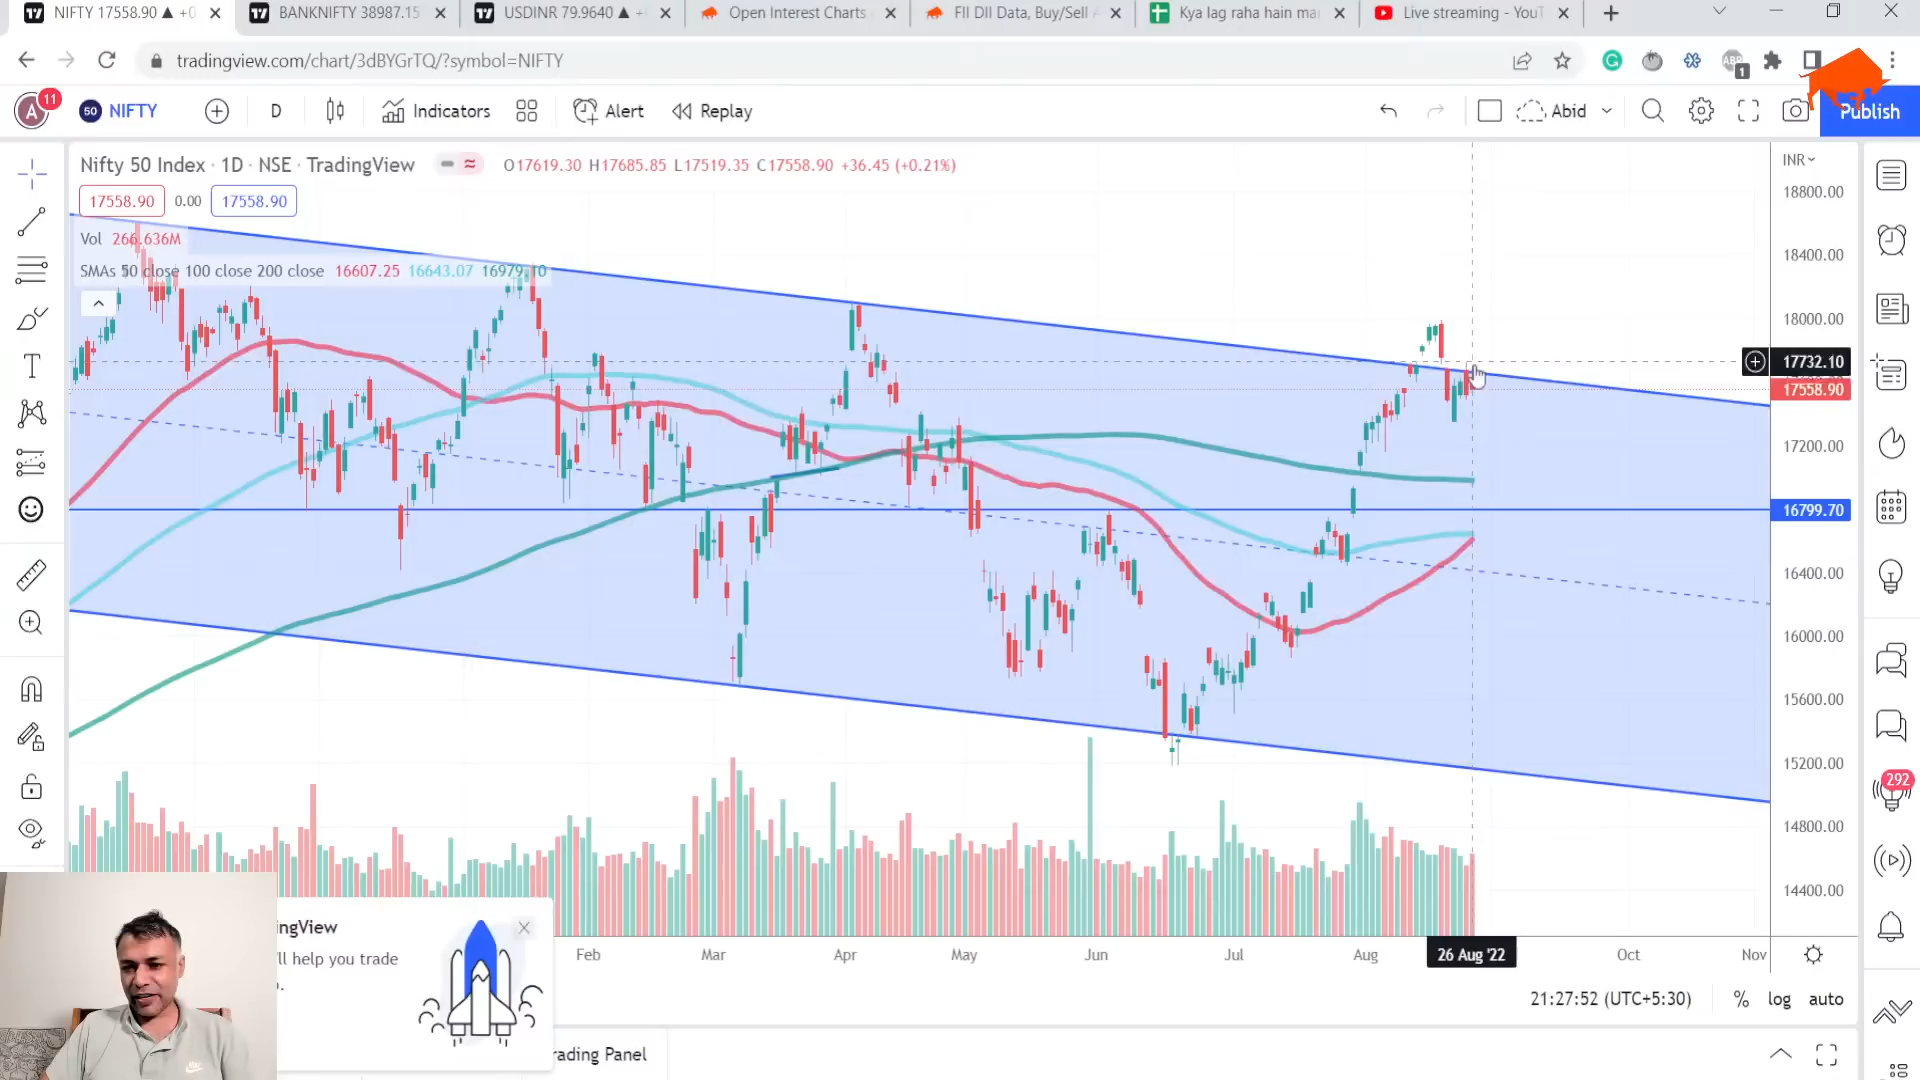 NIFTY 17558.90 ▲ +0
BANKNIFTY 38987.15
USDINR 79.9640 ▲ +
Open Interest Charts
FII DII Data, Buy/Sell
Kya lag raha hain ma
Live streaming - YouT
tradingview.com/chart/3dBYGrTQ/?symbol=NIFTY
ABP
1
A
11
50
NIFTY
D
Indicators
Alert
Replay
Abid
Publish
Nifty 50 Index · 1D · NSE · TradingView
O17619.30 H17685.85 L17519.35 C17558.90 +36.45 (+0.21%)
INR
17558.90
0.00
17558.90
Vol 266.636M
SMAs 50 close 100 close 200 close 16607.25 16643.07 16979.10
18800.00
18400.00
18000.00
17732.10
17558.90
17200.00
16799.70
16400.00
16000.00
15600.00
15200.00
14800.00
14400.00
292
Feb
Mar
Apr
May
Jun
Jul
Aug
26 Aug '22
Oct
Nov
ingView
'll help you trade
21:27:52 (UTC+5:30)
%
log
auto
rading Panel